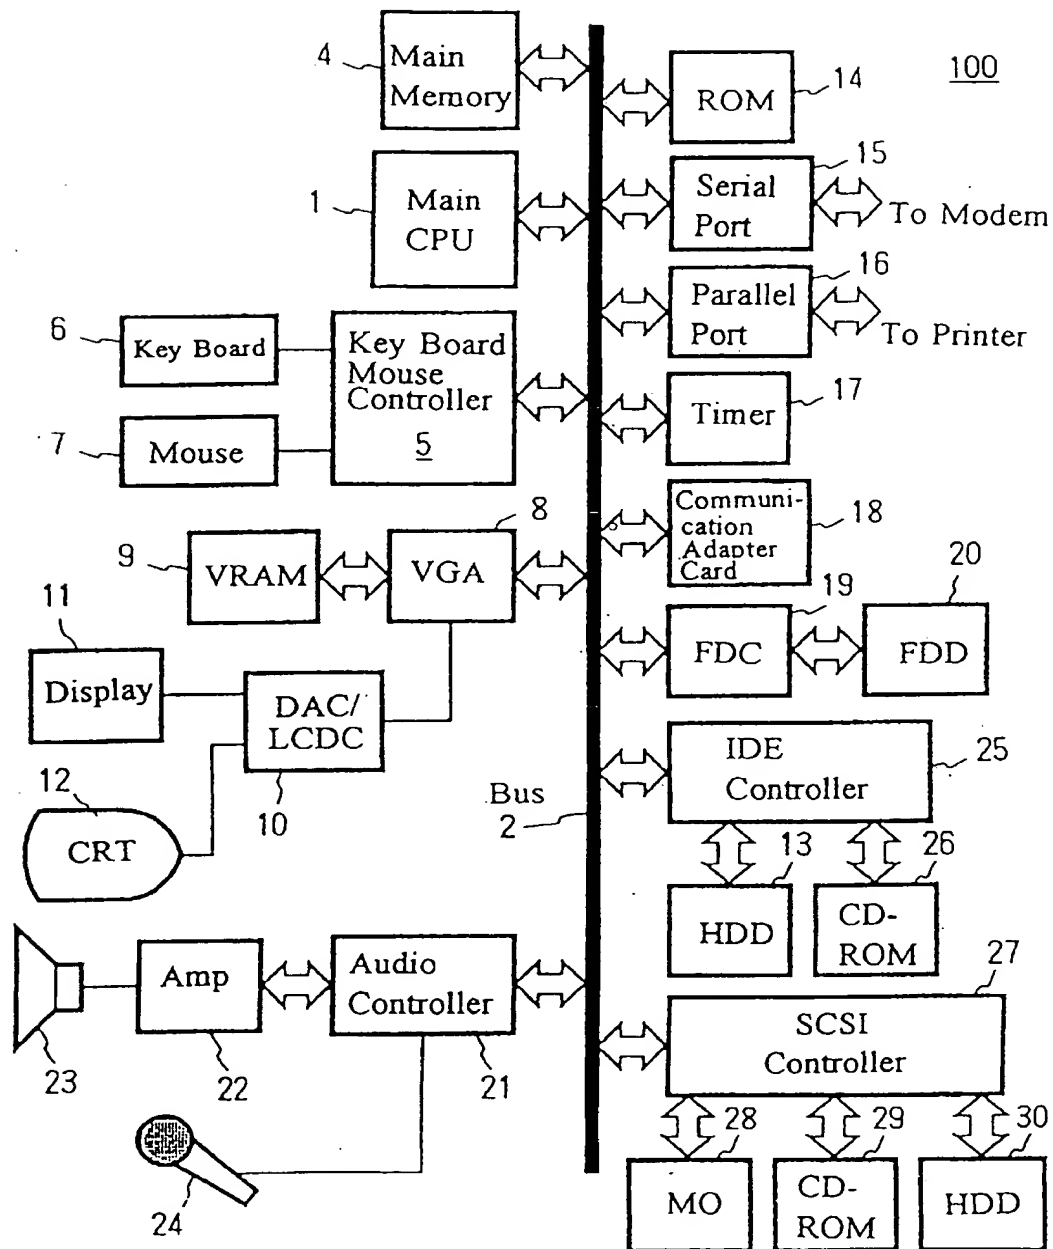 100
4
Main
Memory
ROM
14
1
Main
CPU
Serial
Port
15
To Modem
Parallel
Port
16
To Printer
6
Key Board
7
Mouse
Key Board
Mouse
Controller
5
Timer
17
Communi-
cation
Adapter
Card
18
9
VRAM
VGA
8
FDC
19
FDD
20
11
Display
DAC/
LCDC
10
12
CRT
Bus
2
IDE
Controller
25
HDD
13
CD-
ROM
26
23
Amp
22
Audio
Controller
21
24
SCSI
Controller
27
MO
28
CD-
ROM
29
HDD
30